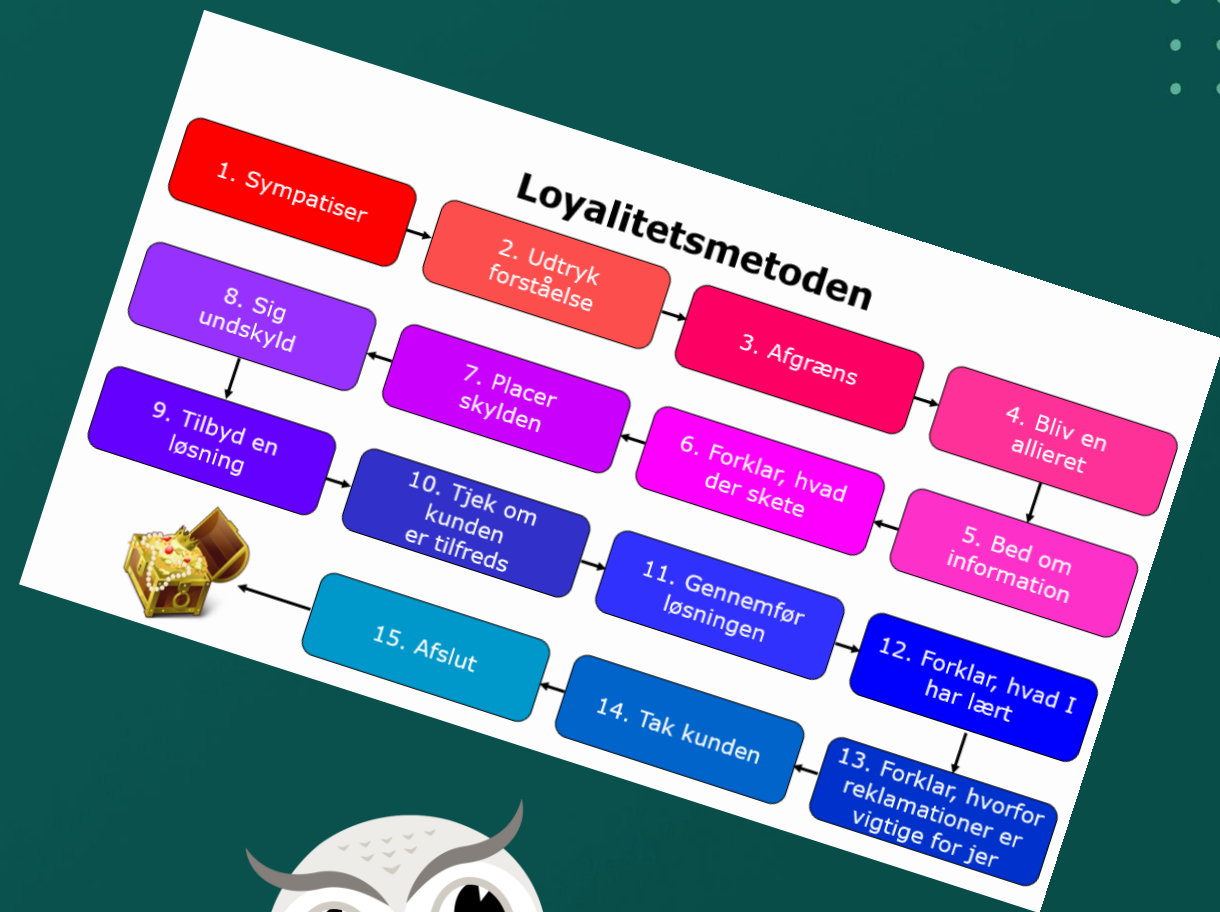 Loyalitetsmetoden
1. Sympatiser
2. Udtryk
forståelse
3. Afgræns
4. Bliv en
allieret
5. Bed om
information
6. Forklar, hvad
der skete
7. Placer
skylden
8. Sig
undskyld
9. Tilbyd en
løsning
10. Tjek om
kunden
er tilfreds
11. Gennemfør
løsningen
12. Forklar, hvad I
har lært
13. Forklar, hvorfor
reklamationer er
vigtige for jer
14. Tak kunden
15. Afslut